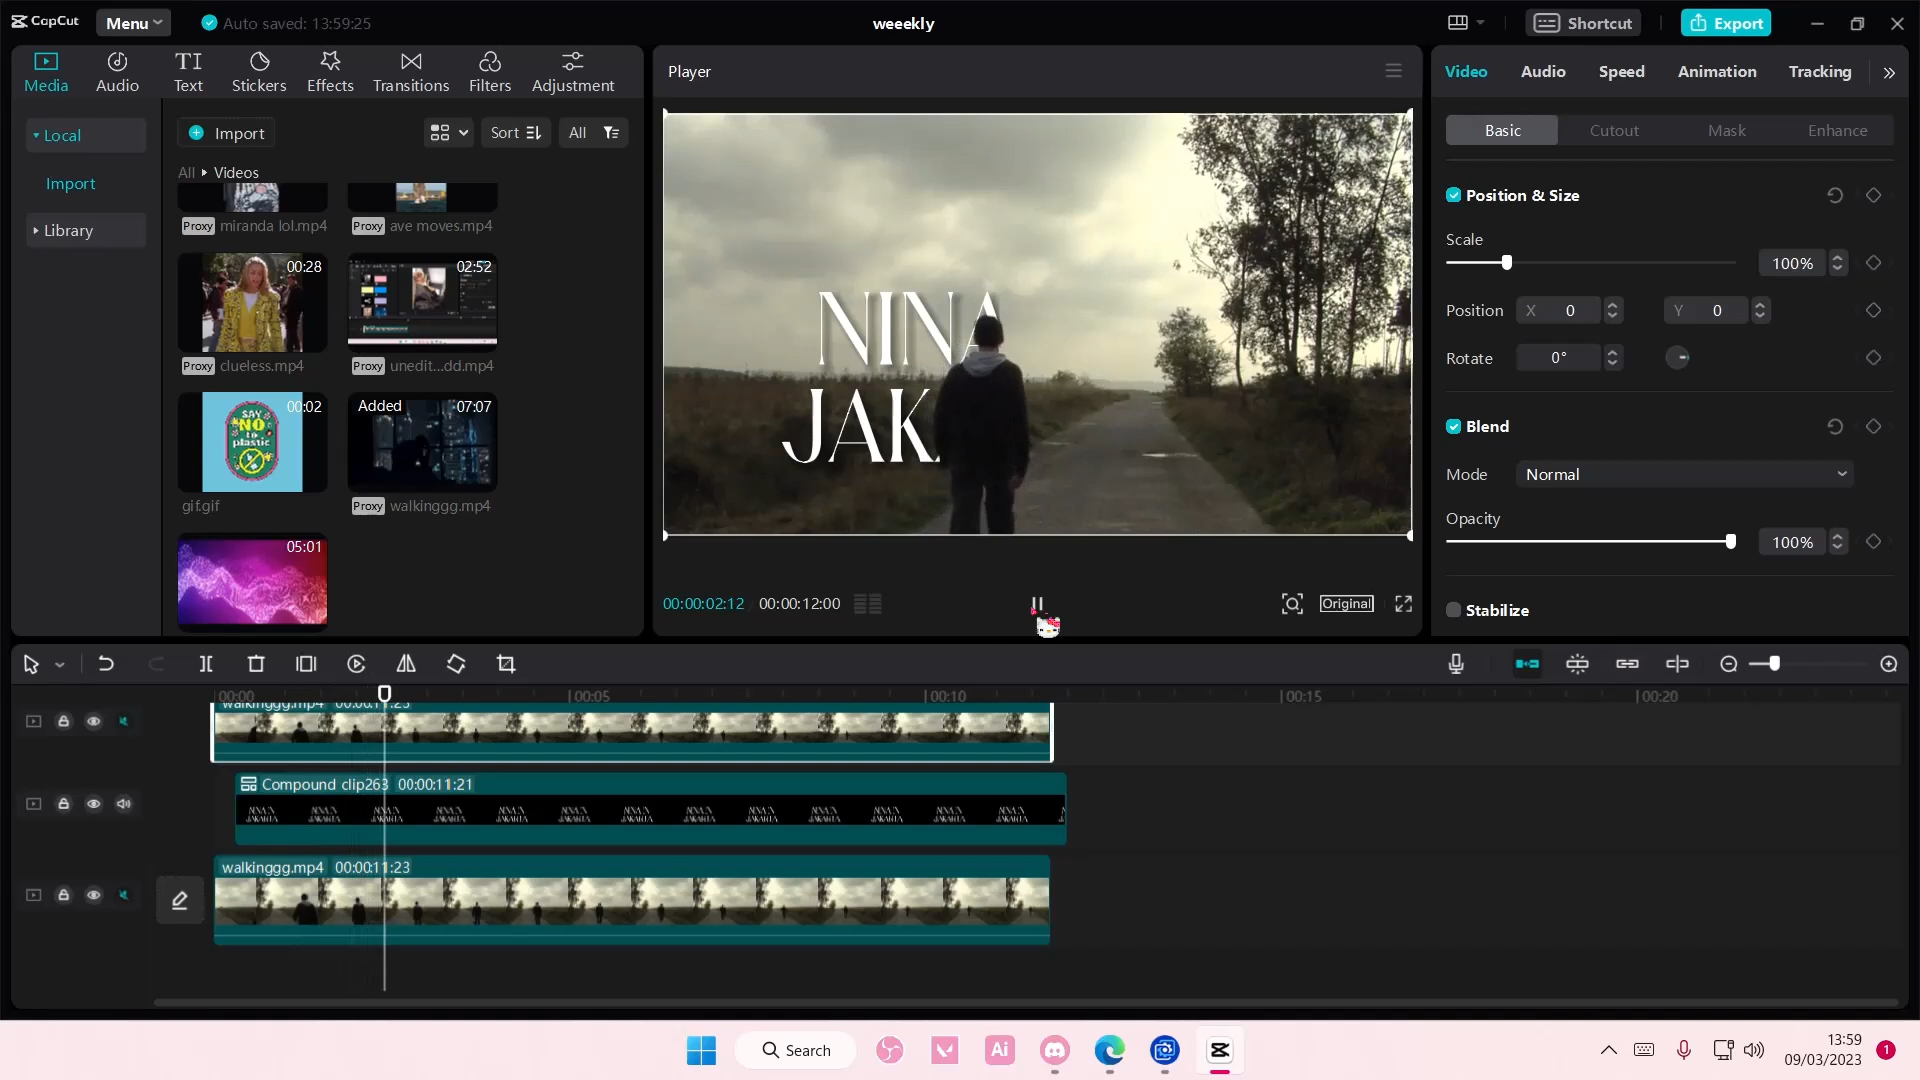 CapCut
Menu
Auto saved: 13:59:25
weeekly
Shortcut
Export
Media
Audio
Text
Stickers
Effects
Transitions
Filters
Adjustment
Local
Import
Library
Import
Sort
All
All Videos
Proxy miranda lol.mp4
Proxy ave moves.mp4
00:28
02:52
Proxy clueless.mp4
Proxy unedit...dd.mp4
00:02
SAY
NO
to
plastic
Added
07:07
gif.gif
Proxy walkinggg.mp4
05:01
Player
NINA
JAK
00:00:02:12
00:00:12:00
Original
Video
Audio
Speed
Animation
Tracking
Basic
Cutout
Mask
Enhance
Position & Size
Scale
100%
Position
X 0
Y 0
Rotate
0°
Blend
Mode
Normal
Opacity
100%
Stabilize
00:00
00:05
00:10
00:15
00:20
walkinggg.mp4 00:00:11:23
Compound clip263 00:00:11:21
walkinggg.mp4 00:00:11:23
Search
Ai
13:59
09/03/2023
1